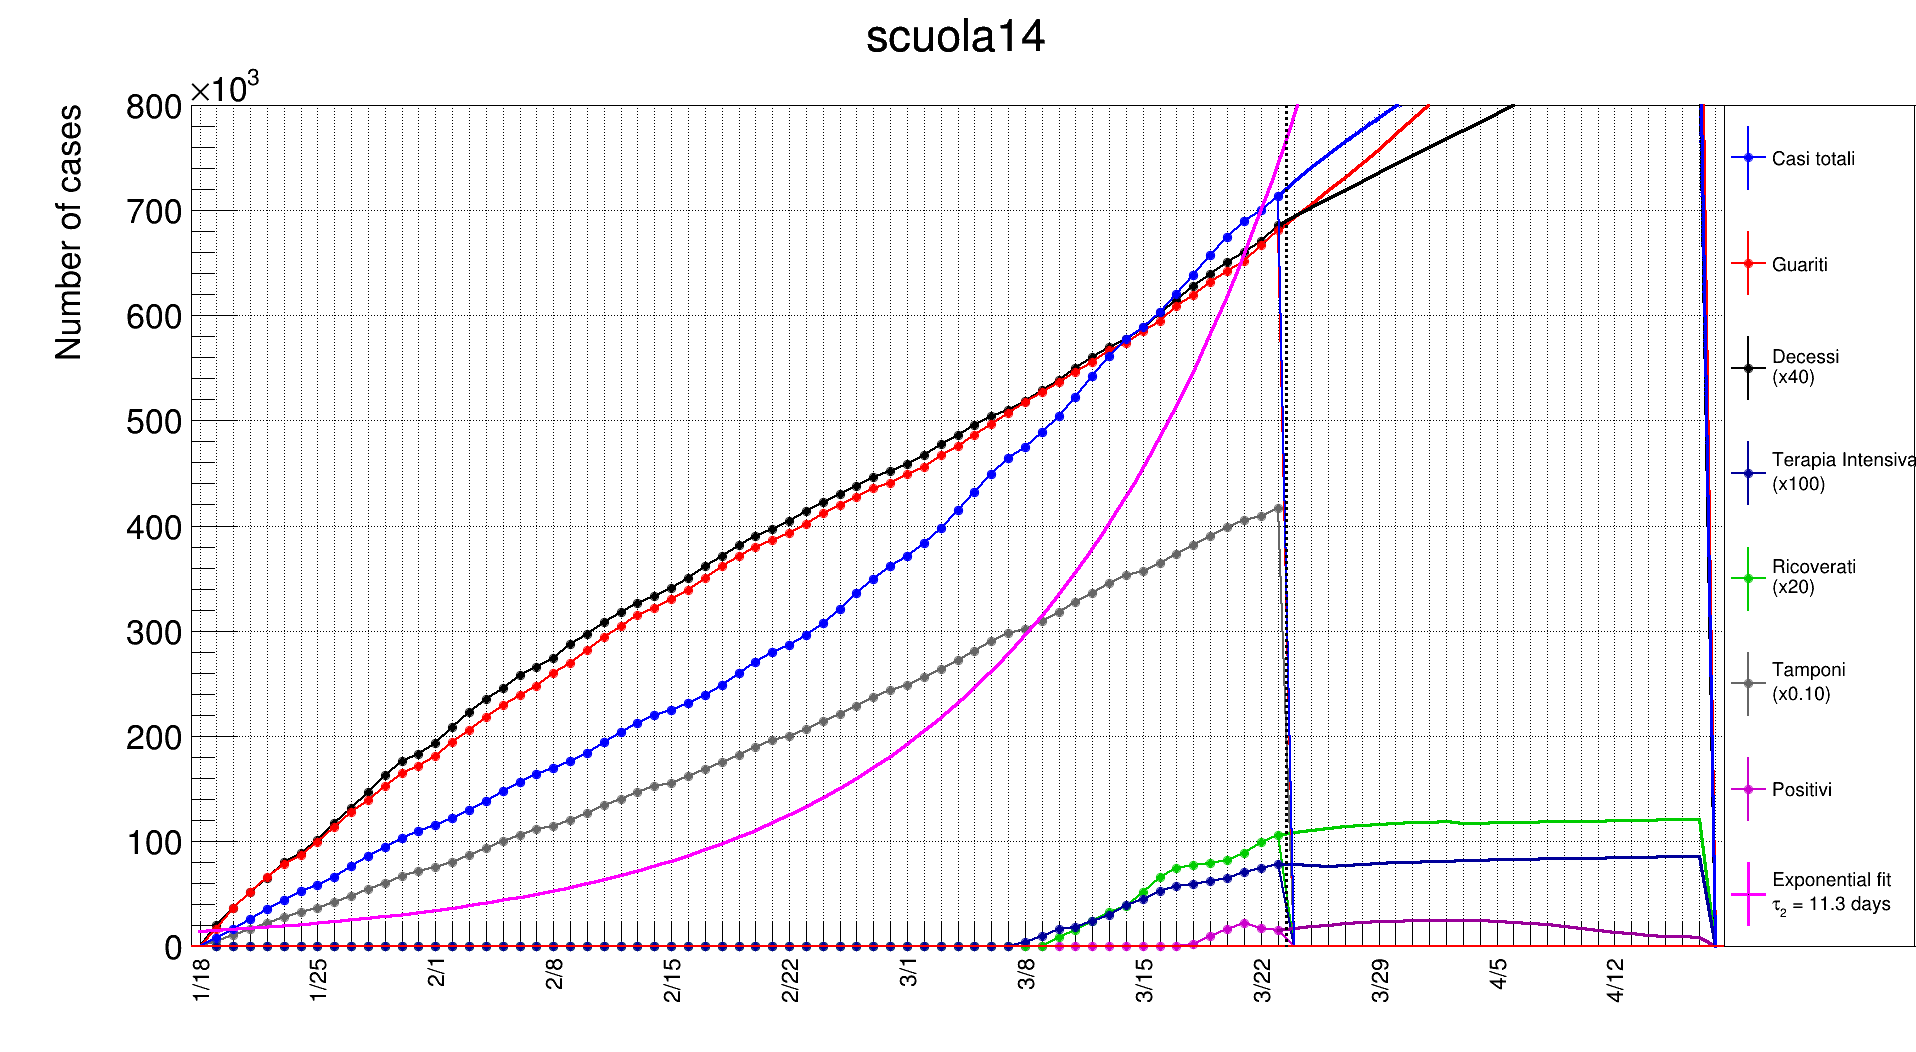 scuola14
×10³
Number of cases
800
700
600
500
400
300
200
100
0
1/18
1/25
2/1
2/8
2/15
2/22
3/1
3/8
3/15
3/22
3/29
4/5
4/12
Casi totali
Guariti
Decessi
(x40)
Terapia Intensiva
(x100)
Ricoverati
(x20)
Tamponi
(x0.10)
Positivi
Exponential fit
τ₂ = 11.3 days